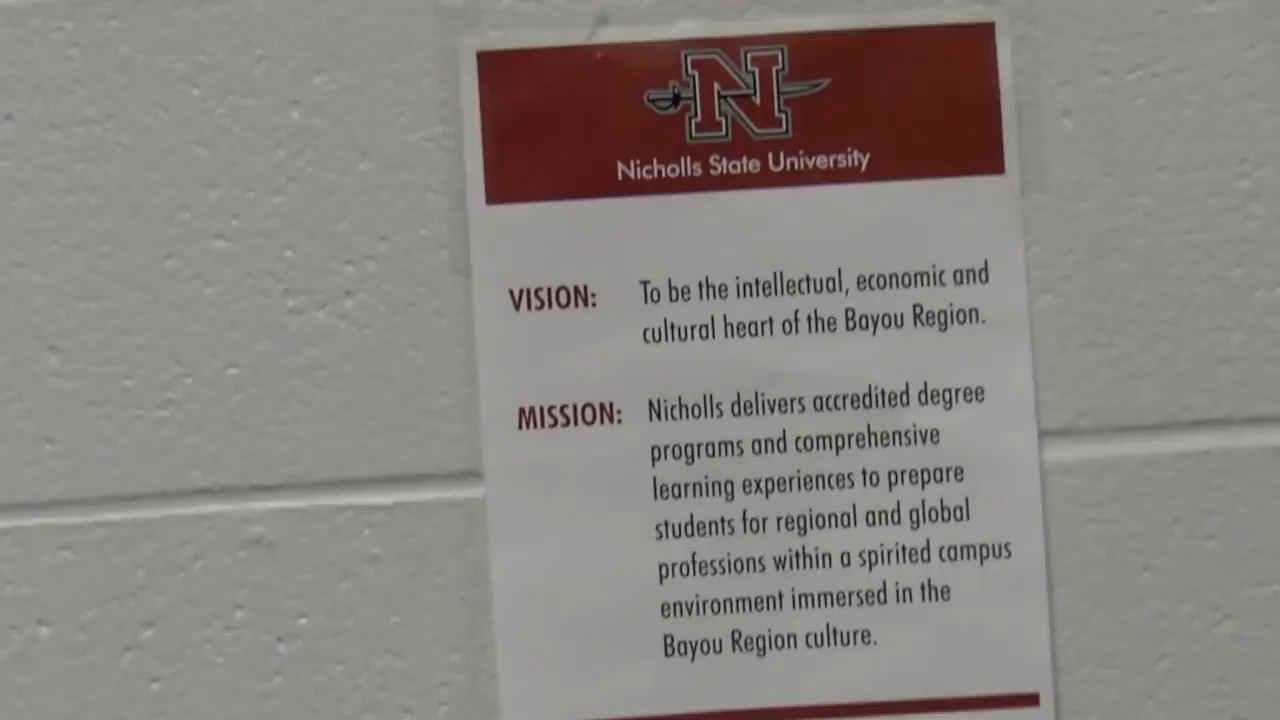 N
Nicholls State University
VISION: To be the intellectual, economic and
cultural heart of the Bayou Region.
MISSION: Nicholls delivers accredited degree
programs and comprehensive
learning experiences to prepare
students for regional and global
professions within a spirited campus
environment immersed in the
Bayou Region culture.